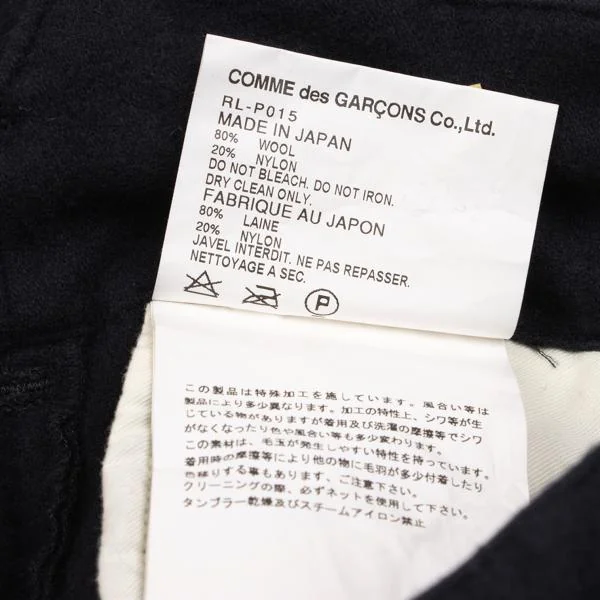 COMME des GARÇONS Co.,Ltd.
RL-P015
MADE IN JAPAN
80% WOOL
20% NYLON
DO NOT BLEACH. DO NOT IRON.
DRY CLEAN ONLY.
FABRIQUE AU JAPON
80% LAINE
20% NYLON
JAVEL INTERDIT. NE PAS REPASSER.
NETTOYAGE A SEC.
P
この製品は特殊加工を施しています。風合い等は
製品により多少異なります。加工の特性上、シワ等が生
じている物がありますが着用及び洗濯の摩擦等でシワ
がなくなったり色や風合い等も多少変わります。
この素材は、毛玉が発生しやすい特性を持っています。
着用時の摩擦等により他の物に毛羽が多少付着したり
色移りする事もあります、ご注意下さい。
クリーニングの際、必ずネットを使用して下さい。
タンブラー乾燥及びスチームアイロン禁止